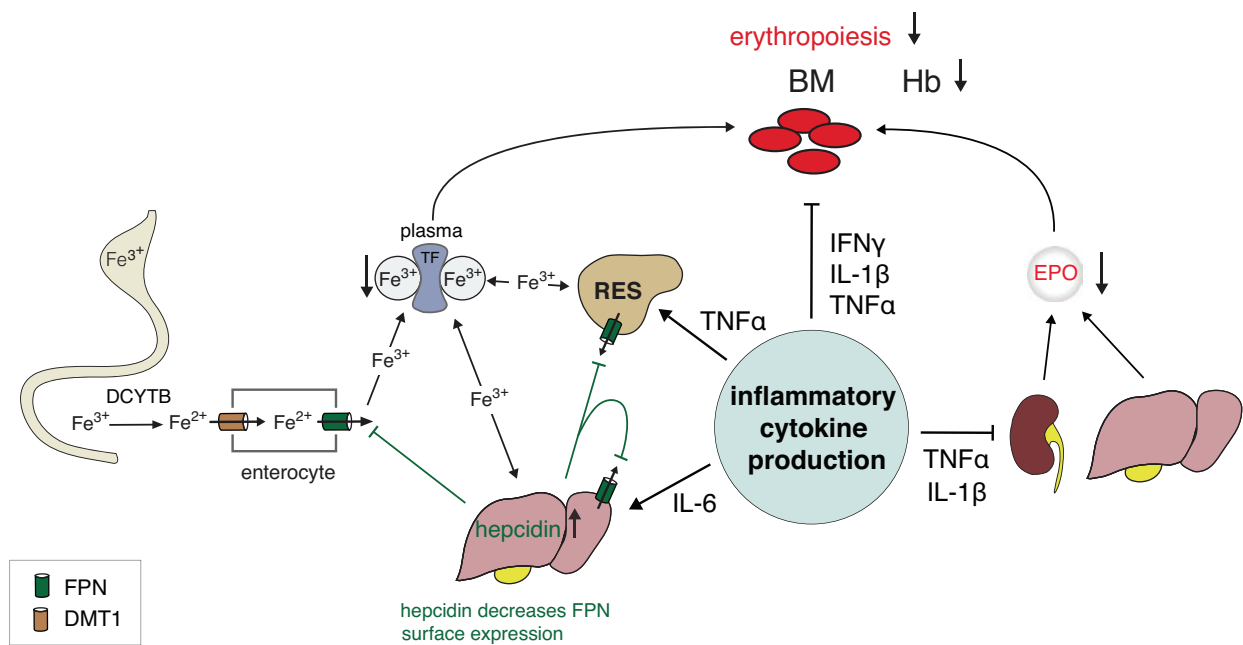 erythropoiesis
BM
Hb
plasma
TF
Fe³⁺
Fe³⁺
Fe³⁺
RES
IFNγ
IL-1β
TNFα
EPO
TNFα
Fe³⁺
Fe³⁺
Fe³⁺
DCYTB
Fe³⁺
Fe²⁺
Fe²⁺
enterocyte
inflammatory
cytokine
production
TNFα
IL-1β
IL-6
hepcidin
hepcidin decreases FPN
surface expression
FPN
DMT1